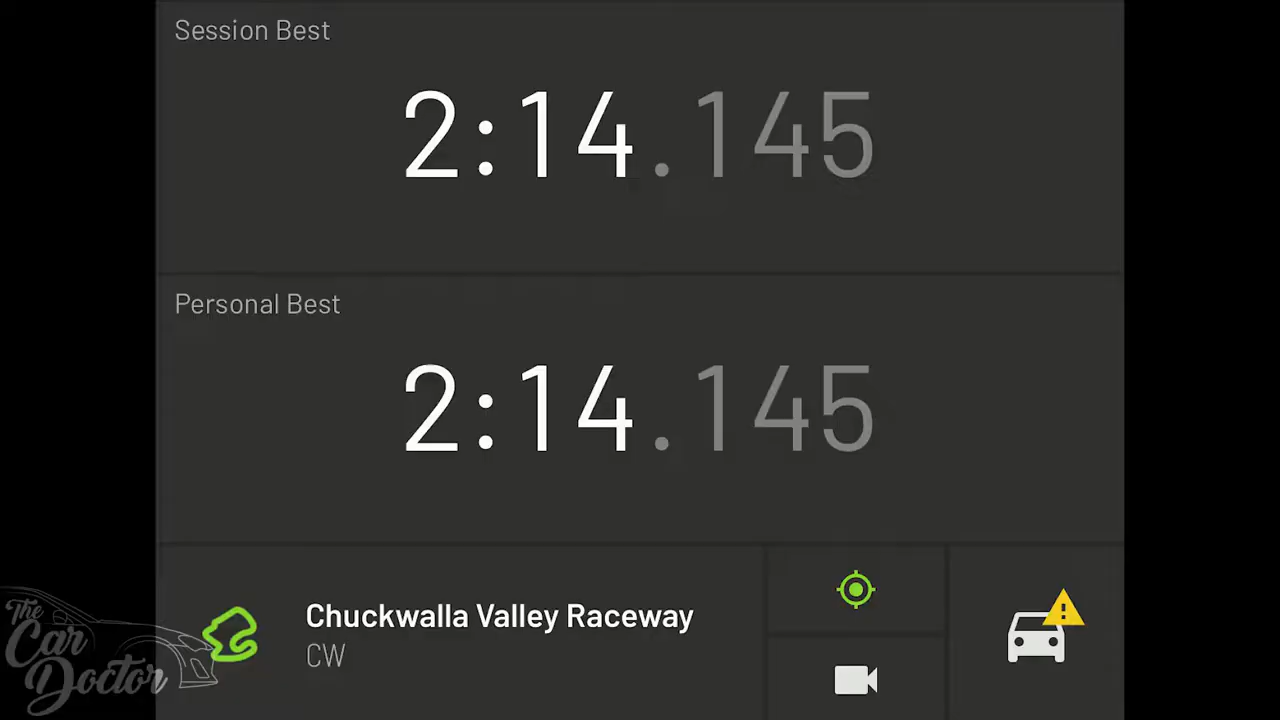 Session Best
2:14.145
Personal Best
2:14.145
Chuckwalla Valley Raceway
CW
The
Car
Doctor